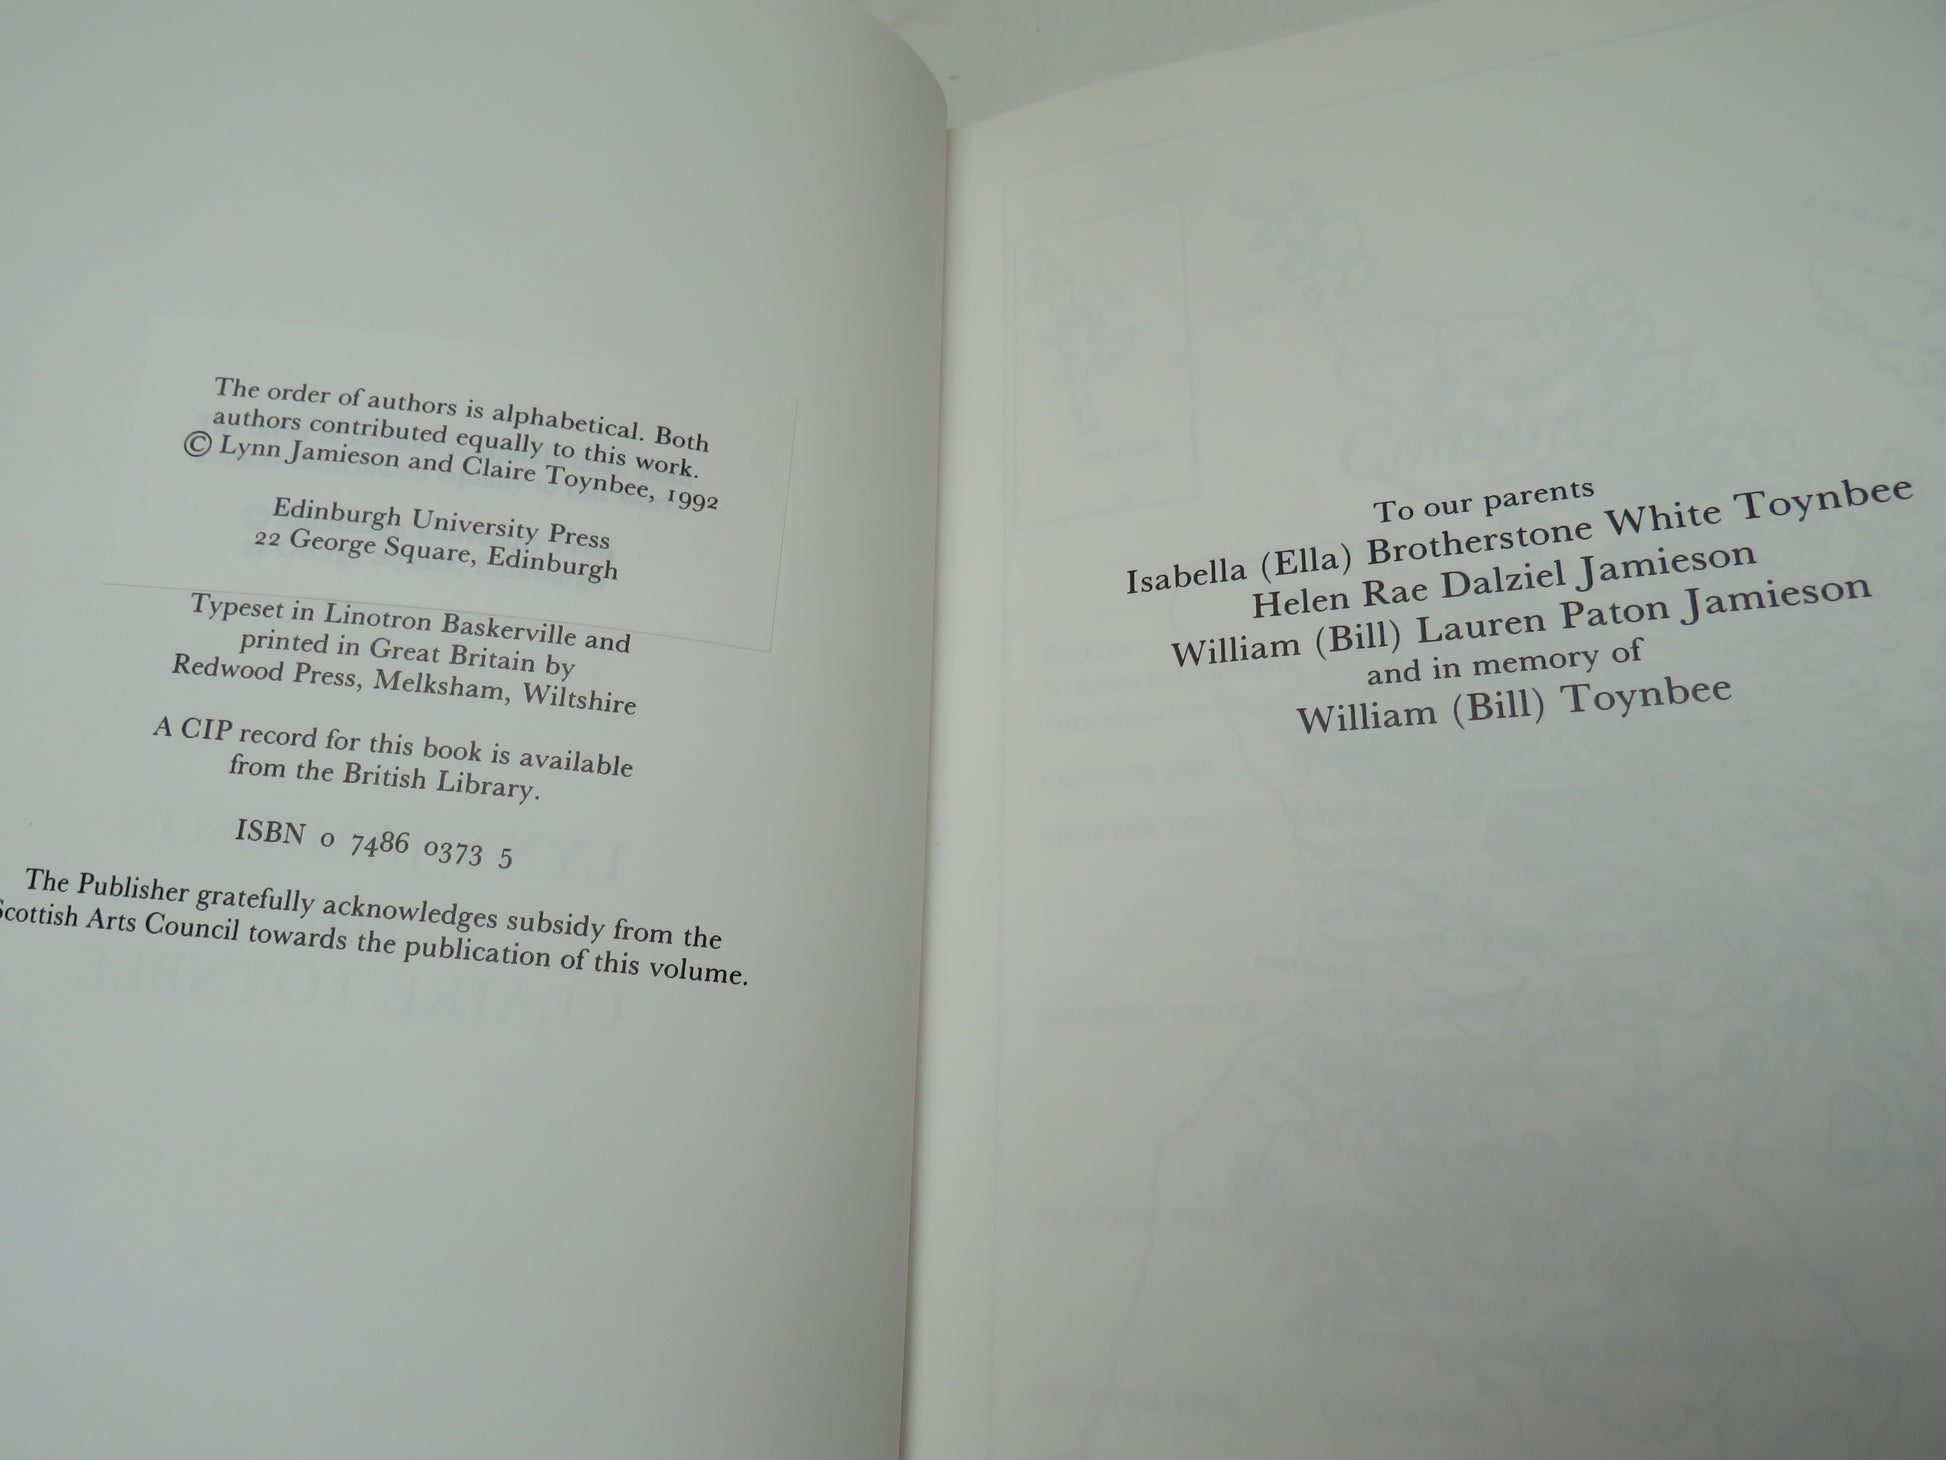 The order of authors is alphabetical. Both
authors contributed equally to this work.
© Lynn Jamieson and Claire Toynbee, 1992
Edinburgh University Press
22 George Square, Edinburgh
Typeset in Linotron Baskerville and
printed in Great Britain by
Redwood Press, Melksham, Wiltshire
A CIP record for this book is available
from the British Library.
ISBN 0 7486 0373 5
The Publisher gratefully acknowledges subsidy from the
Scottish Arts Council towards the publication of this volume.
To our parents
Isabella (Ella) Brotherstone White Toynbee
Helen Rae Dalziel Jamieson
William (Bill) Lauren Paton Jamieson
and in memory of
William (Bill) Toynbee